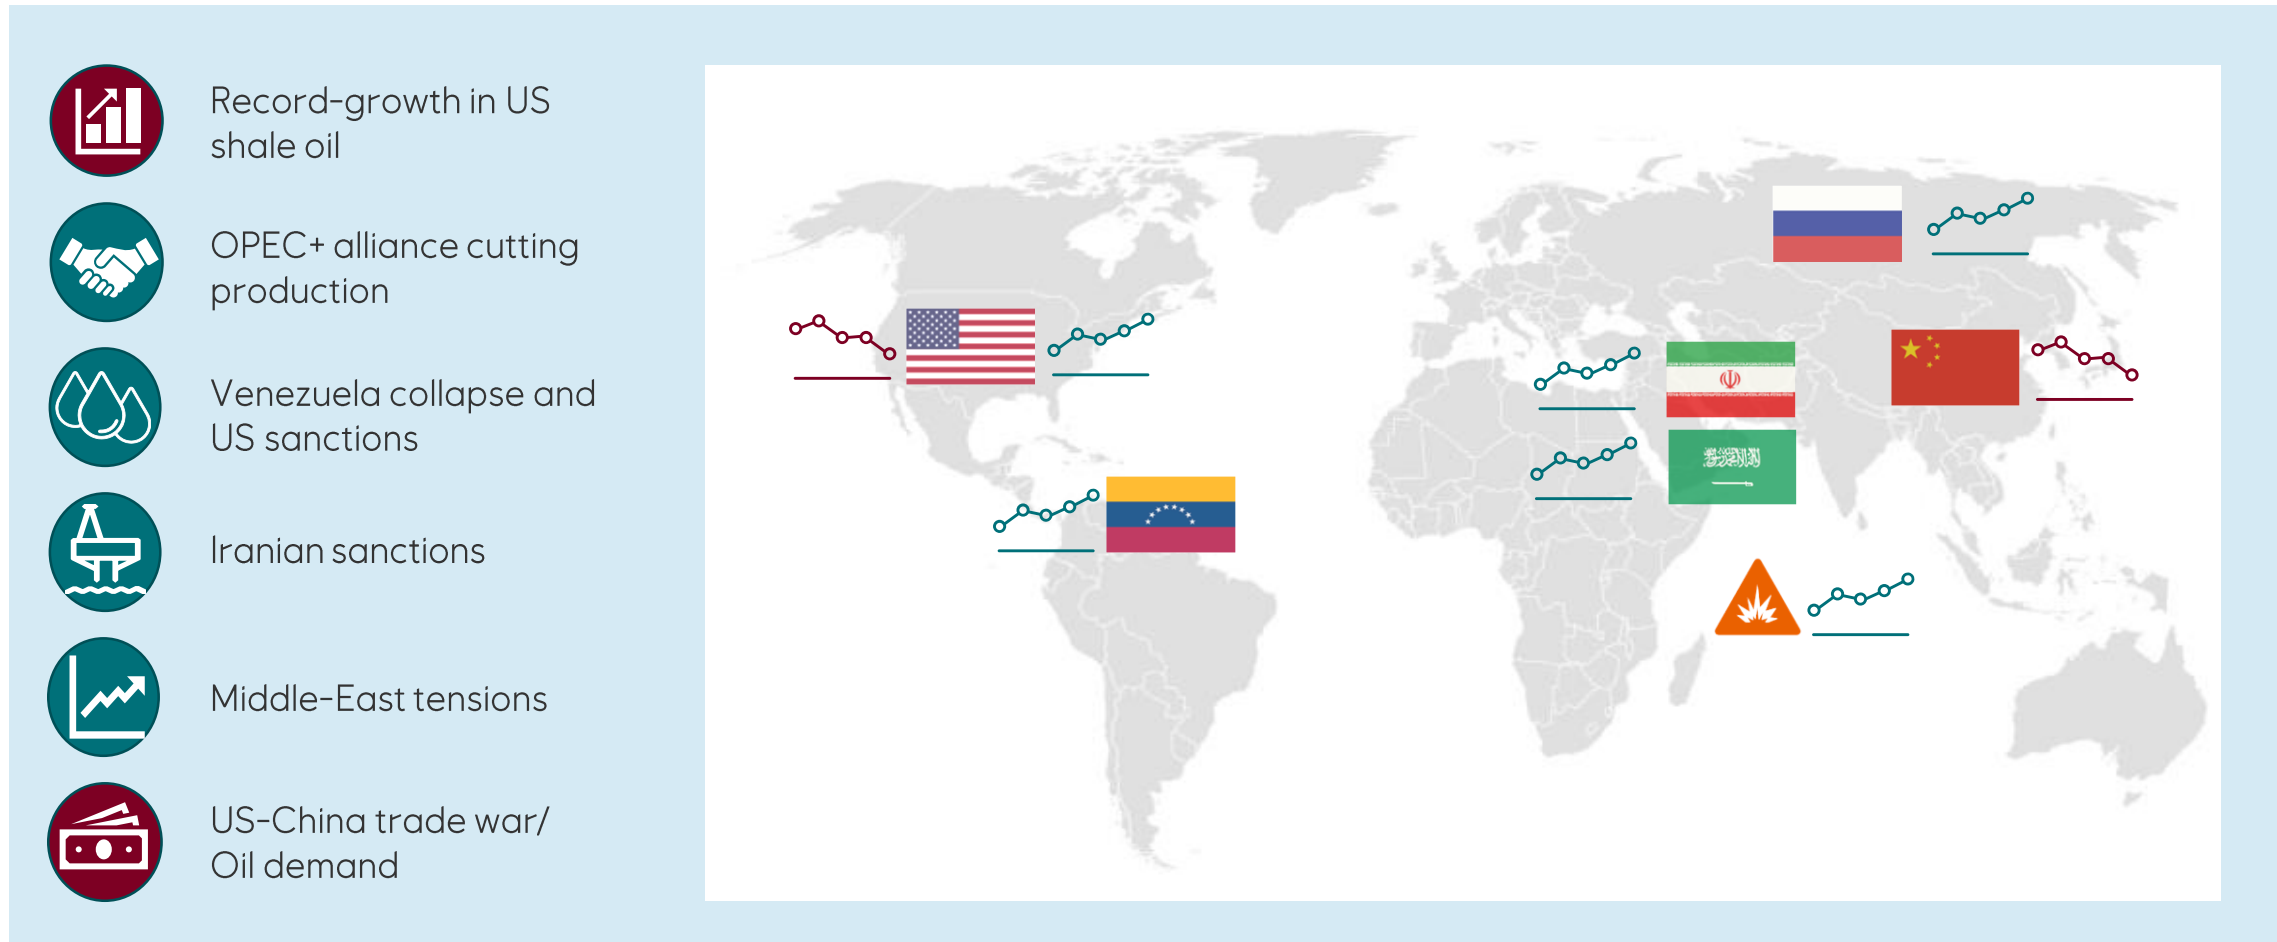 Record-growth in US
shale oil
OPEC+ alliance cutting
production
Venezuela collapse and
US sanctions
Iranian sanctions
Middle-East tensions
US-China trade war/
Oil demand